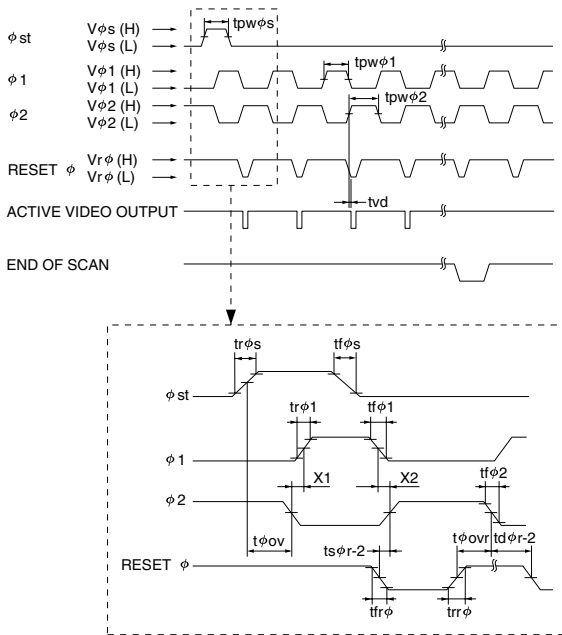 tpwφs
φst
Vφs (H)
Vφs (L)
tpwφ1
φ1
Vφ1 (H)
Vφ1 (L)
tpwφ2
φ2
Vφ2 (H)
Vφ2 (L)
RESET φ
Vrφ (H)
Vrφ (L)
tvd
ACTIVE VIDEO OUTPUT
END OF SCAN
trφs
tfφs
φst
trφ1
tfφ1
φ1
X1
X2
tfφ2
φ2
tφov
tsφr-2
tφovr
tdφr-2
RESET φ
tfrφ
trrφ